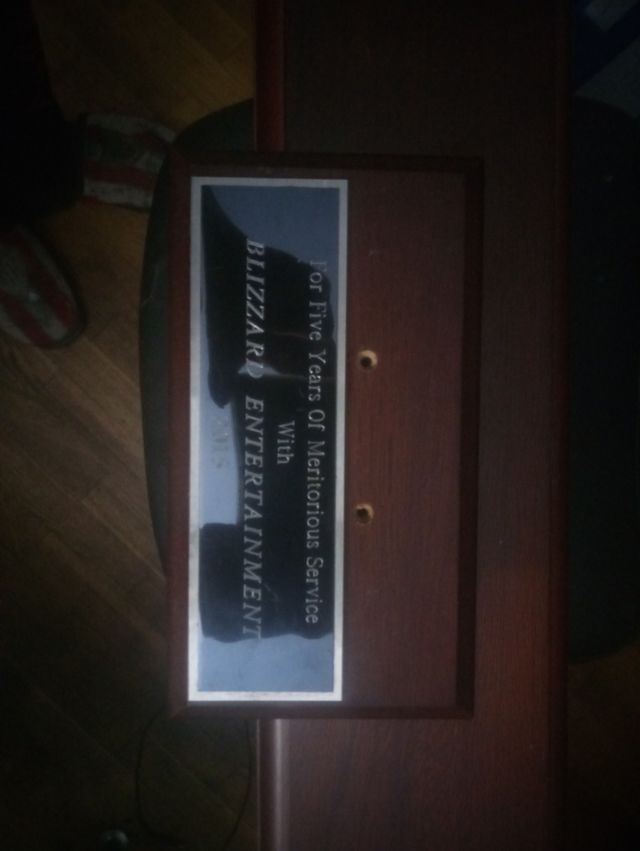 For Five Years Of Meritorious Service
With
BLIZZARD ENTERTAINMENT